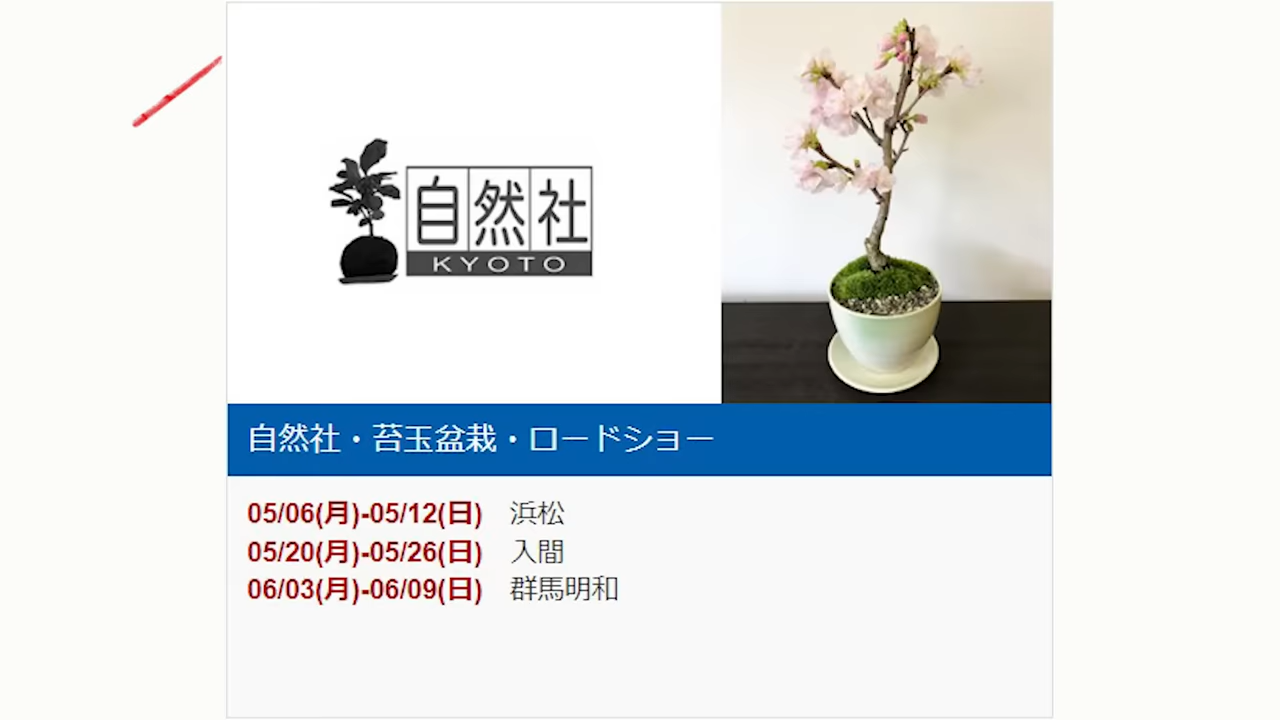 自然社
KYOTO
自然社・苔玉盆栽・ロードショー
05/06(月)-05/12(日) 浜松
05/20(月)-05/26(日) 入間
06/03(月)-06/09(日) 群馬明和